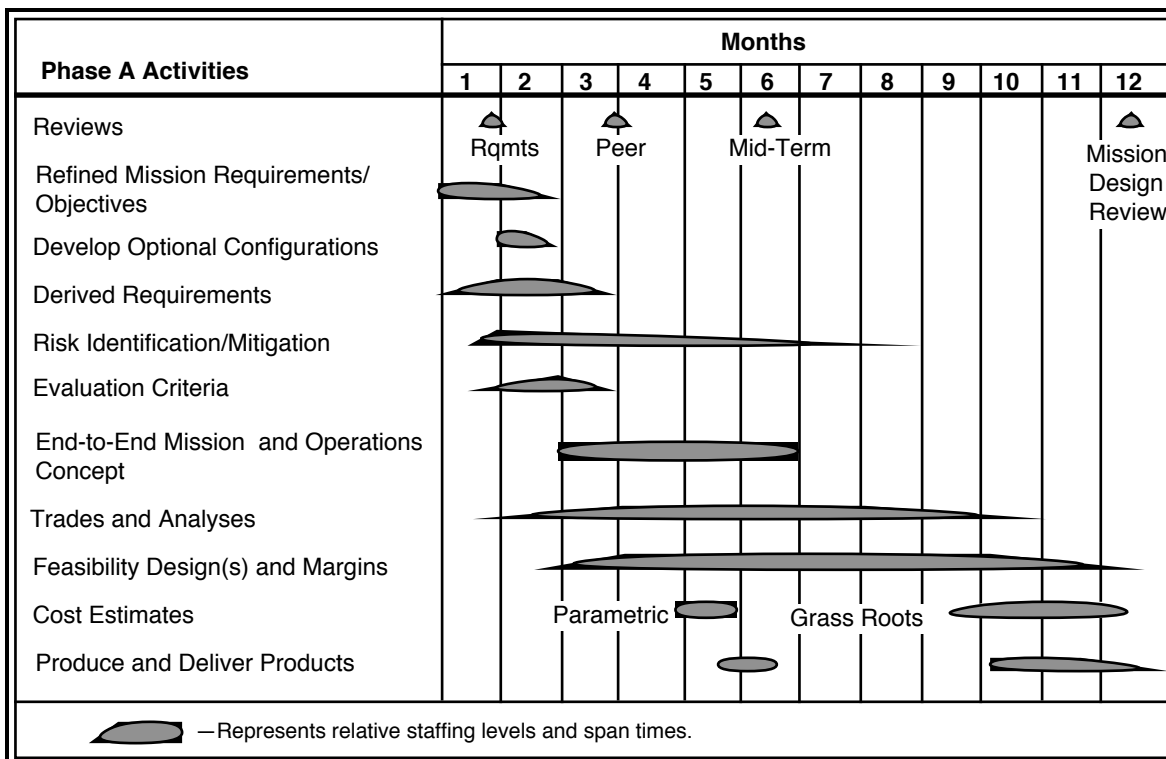 Phase A Activities
Months
1 2 3 4 5 6 7 8 9 10 11 12
Reviews
Rqmts Peer Mid-Term
Mission
Design
Review
Refined Mission Requirements/
Objectives
Develop Optional Configurations
Derived Requirements
Risk Identification/Mitigation
Evaluation Criteria
End-to-End Mission and Operations
Concept
Trades and Analyses
Feasibility Design(s) and Margins
Cost Estimates Parametric Grass Roots
Produce and Deliver Products
—Represents relative staffing levels and span times.